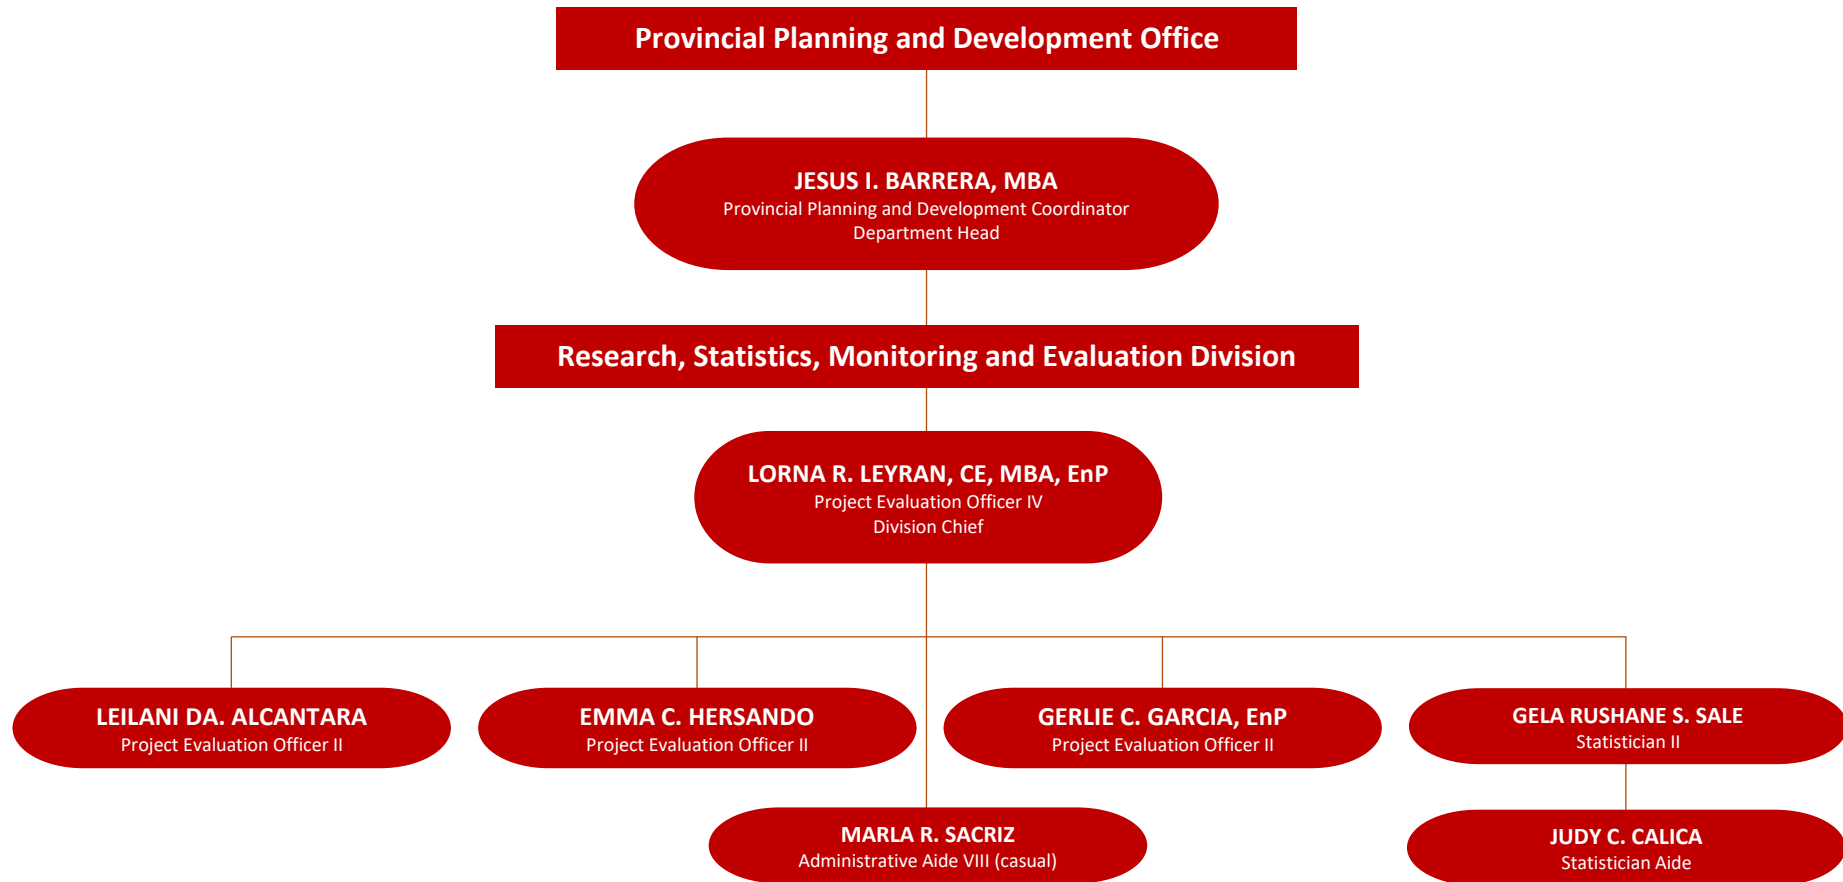 Provincial Planning and Development Office
JESUS I. BARRERA, MBA
Provincial Planning and Development Coordinator
Department Head
Research, Statistics, Monitoring and Evaluation Division
LORNA R. LEYRAN, CE, MBA, EnP
Project Evaluation Officer IV
Division Chief
LEILANI DA. ALCANTARA
Project Evaluation Officer II
EMMA C. HERSANDO
Project Evaluation Officer II
GERLIE C. GARCIA, EnP
Project Evaluation Officer II
GELA RUSHANE S. SALE
Statistician II
MARLA R. SACRIZ
Administrative Aide VIII (casual)
JUDY C. CALICA
Statistician Aide